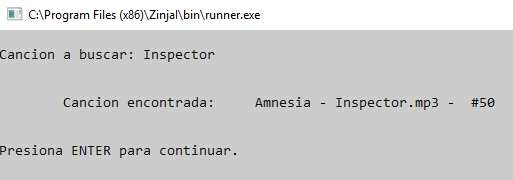 C:\Program Files (x86)\Zinjal\bin\runner.exe
Cancion a buscar: Inspector
Cancion encontrada: Amnesia - Inspector.mp3 - #50
Presiona ENTER para continuar.